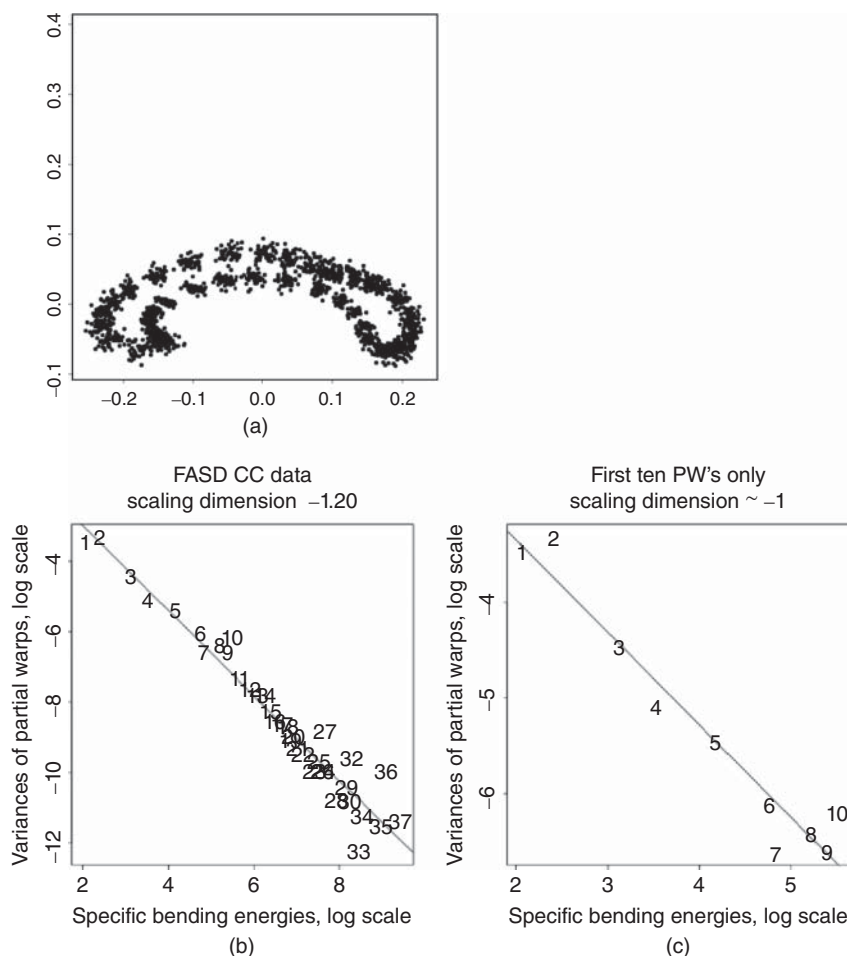 0.4
0.3
0.2
0.1
0.0
−0.1
−0.2 −0.1 0.0 0.1 0.2
(a)
FASD CC data
scaling dimension −1.20
Variances of partial warps, log scale
−4
−6
−8
−10
−12
1 2
3
4 5
6 10
7 8 9
11
12
13 14
15
27
32
36
29
28 30
34
35 37
33
2 4 6 8
Specific bending energies, log scale
(b)
First ten PW's only
scaling dimension ~ −1
Variances of partial warps, log scale
−4
−5
−6
1 2
3
4
5
6 10
7 8 9
2 3 4 5
Specific bending energies, log scale
(c)